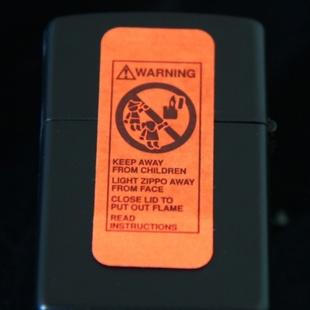 WARNING
KEEP AWAY
FROM CHILDREN
LIGHT ZIPPO AWAY
FROM FACE
CLOSE LID TO
PUT OUT FLAME
READ
INSTRUCTIONS